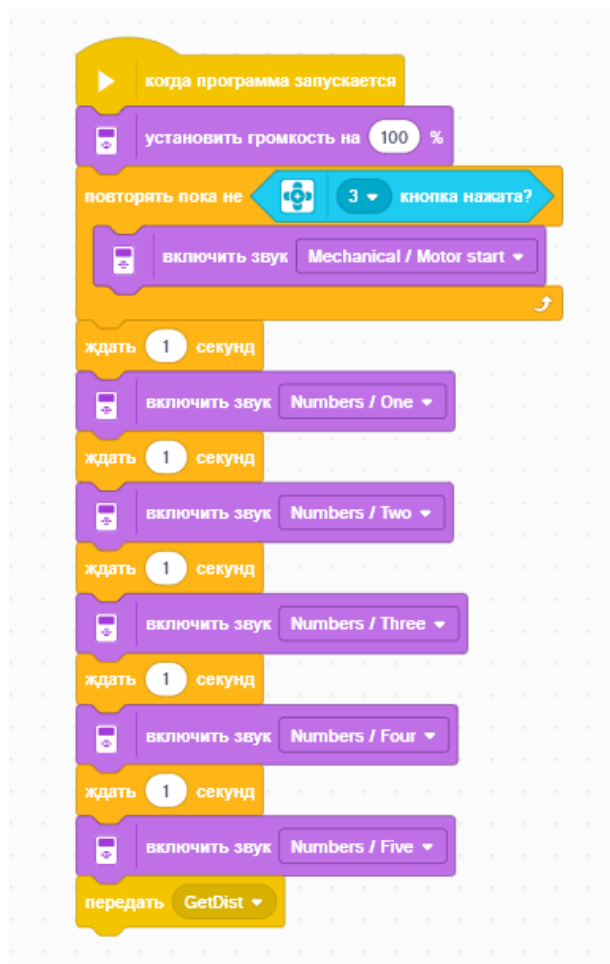 когда программа запускается
установить громкость на 100 %
повторять пока не 3 кнопка нажата?
включить звук Mechanical / Motor start
ждать 1 секунд
включить звук Numbers / One
ждать 1 секунд
включить звук Numbers / Two
ждать 1 секунд
включить звук Numbers / Three
ждать 1 секунд
включить звук Numbers / Four
ждать 1 секунд
включить звук Numbers / Five
передать GetDist